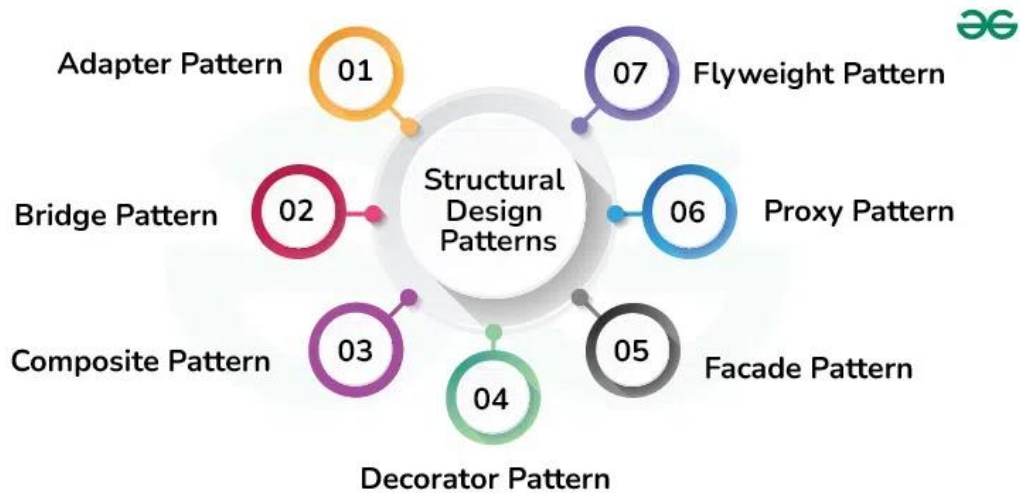 Structural
Design
Patterns
01
Adapter Pattern
02
Bridge Pattern
03
Composite Pattern
04
Decorator Pattern
05
Facade Pattern
06
Proxy Pattern
07
Flyweight Pattern